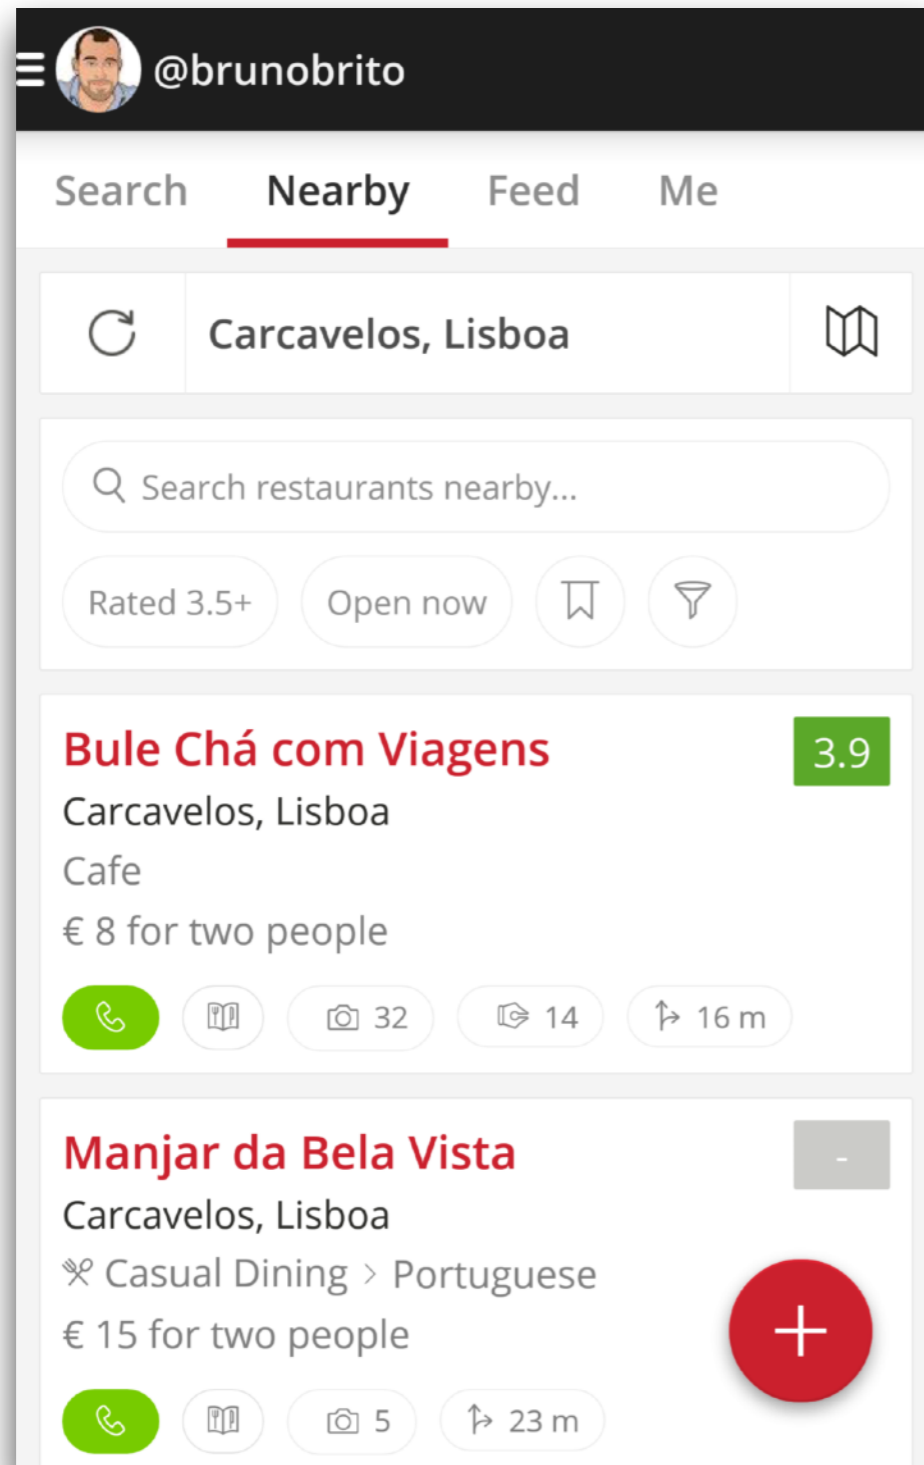 @brunobrito
Search Nearby Feed Me
Carcavelos, Lisboa
Search restaurants nearby...
Rated 3.5+ Open now
Bule Chá com Viagens 3.9
Carcavelos, Lisboa
Cafe
€ 8 for two people
32 14 16 m
Manjar da Bela Vista -
Carcavelos, Lisboa
Casual Dining > Portuguese
€ 15 for two people
5 23 m